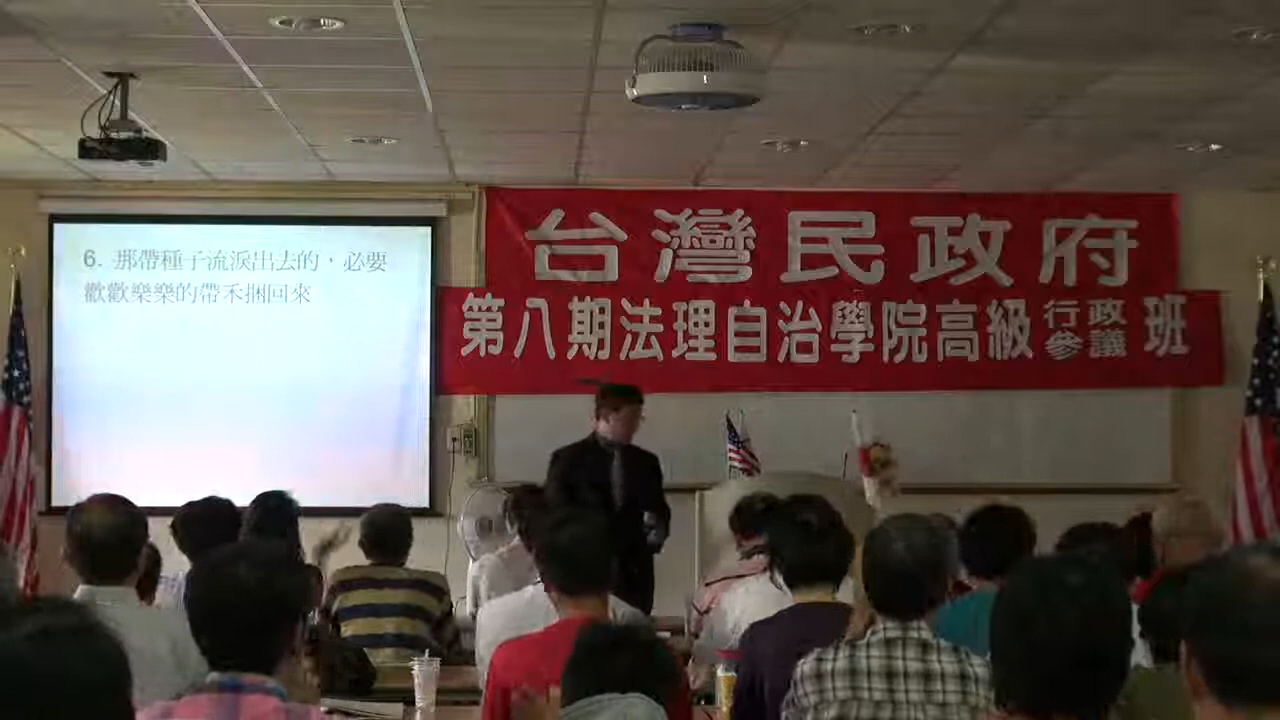 6. 那帶種子流淚出去的，必要
歡歡樂樂的帶禾捆回來
台灣民政府
第八期法理自治學院高級行政參議班